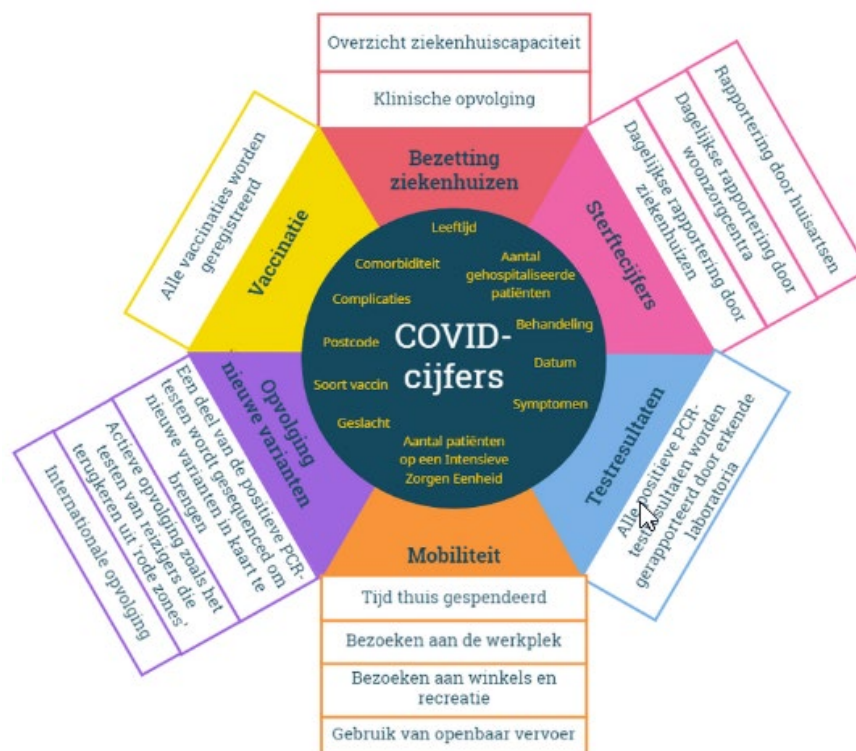 Overzicht ziekenhuiscapaciteit
Klinische opvolging
Bezetting
ziekenhuizen
Rapportering door huisartsen
Dagelijkse rapportering door
woonzorgcentra
Dagelijkse rapportering door
ziekenhuizen
Sterftecijfers
Alle vaccinaties worden
geregistreerd
Vaccinatie
Leeftijd
Comorbiditeit
Aantal
gehospitaliseerde
patiënten
Complicaties
Behandeling
Postcode
COVID-
cijfers
Datum
Soort vaccin
Symptomen
Geslacht
Aantal patiënten
op een Intensieve
Zorgen Eenheid
Opvolging
nieuwe varianten
Een deel van de positieve PCR-
testen wordt gesequenced om
nieuwe varianten in kaart te
brengen
Actieve opvolging zoals het
testen van reizigers die
terugkeren uit 'rode zones'
Internationale opvolging
Testresultaten
Alle positieve PCR-
testresultaten worden
gerapporteerd door erkende
laboratoria
Mobiliteit
Tijd thuis gespendeerd
Bezoeken aan de werkplek
Bezoeken aan winkels en
recreatie
Gebruik van openbaar vervoer